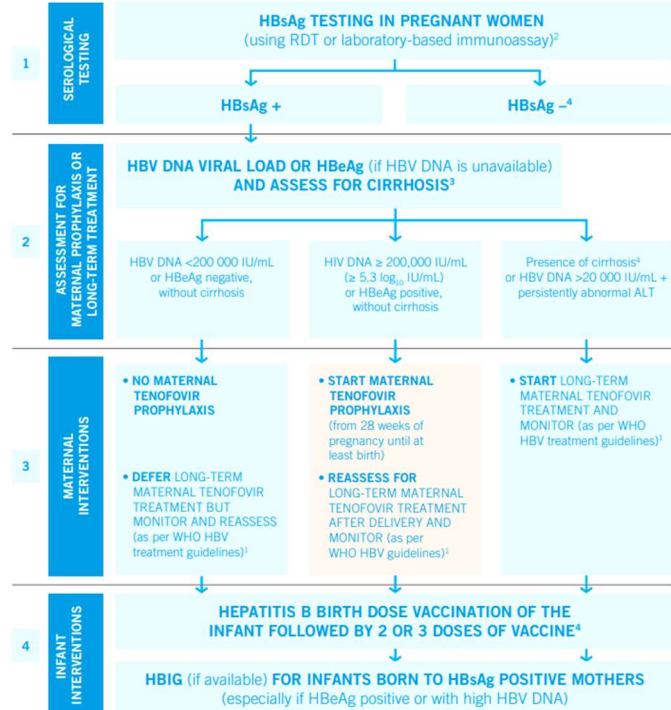 HBsAg TESTING IN PREGNANT WOMEN
(using RDT or laboratory-based immunoassay)²
1
SEROLOGICAL
TESTING
HBsAg +
HBsAg –⁴
2
ASSESSMENT FOR
MATERNAL PROPHYLAXIS OR
LONG-TERM TREATMENT
HBV DNA VIRAL LOAD OR HBeAg (if HBV DNA is unavailable)
AND ASSESS FOR CIRRHOSIS³
HBV DNA <200 000 IU/mL
or HBeAg negative,
without cirrhosis
HIV DNA ≥ 200,000 IU/mL
(≥ 5.3 log₁₀ IU/mL)
or HBeAg positive,
without cirrhosis
Presence of cirrhosis⁴
or HBV DNA >20 000 IU/mL +
persistently abnormal ALT
3
MATERNAL
INTERVENTIONS
• NO MATERNAL
TENOFOVIR
PROPHYLAXIS
• DEFER LONG-TERM
MATERNAL TENOFOVIR
TREATMENT BUT
MONITOR AND REASSESS
(as per WHO HBV
treatment guidelines)¹
• START MATERNAL
TENOFOVIR
PROPHYLAXIS
(from 28 weeks of
pregnancy until at
least birth)
• REASSESS FOR
LONG-TERM MATERNAL
TENOFOVIR TREATMENT
AFTER DELIVERY AND
MONITOR (as per
WHO HBV guidelines)¹
• START LONG-TERM
MATERNAL TENOFOVIR
TREATMENT AND
MONITOR (as per WHO
HBV treatment guidelines)¹
4
INFANT
INTERVENTIONS
HEPATITIS B BIRTH DOSE VACCINATION OF THE
INFANT FOLLOWED BY 2 OR 3 DOSES OF VACCINE⁴
HBIG (if available) FOR INFANTS BORN TO HBsAg POSITIVE MOTHERS
(especially if HBeAg positive or with high HBV DNA)